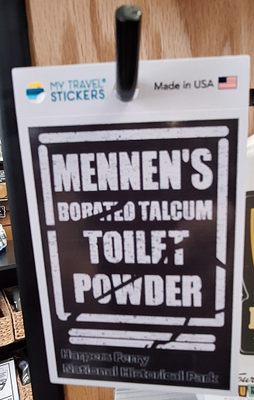 MY TRAVEL®
STICKERS
Made in USA
MENNEN'S
BORATED TALCUM
TOILET
POWDER
Harpers Ferry
National Historical Park